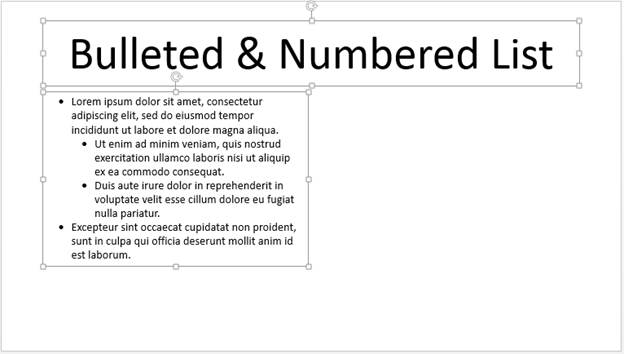 Bulleted & Numbered List
• Lorem ipsum dolor sit amet, consectetur
adipiscing elit, sed do eiusmod tempor
incididunt ut labore et dolore magna aliqua.
• Ut enim ad minim veniam, quis nostrud
exercitation ullamco laboris nisi ut aliquip
ex ea commodo consequat.
• Duis aute irure dolor in reprehenderit in
voluptate velit esse cillum dolore eu fugiat
nulla pariatur.
• Excepteur sint occaecat cupidatat non proident,
sunt in culpa qui officia deserunt mollit anim id
est laborum.